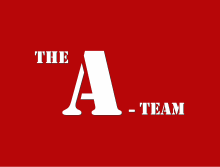 THE A - TEAM